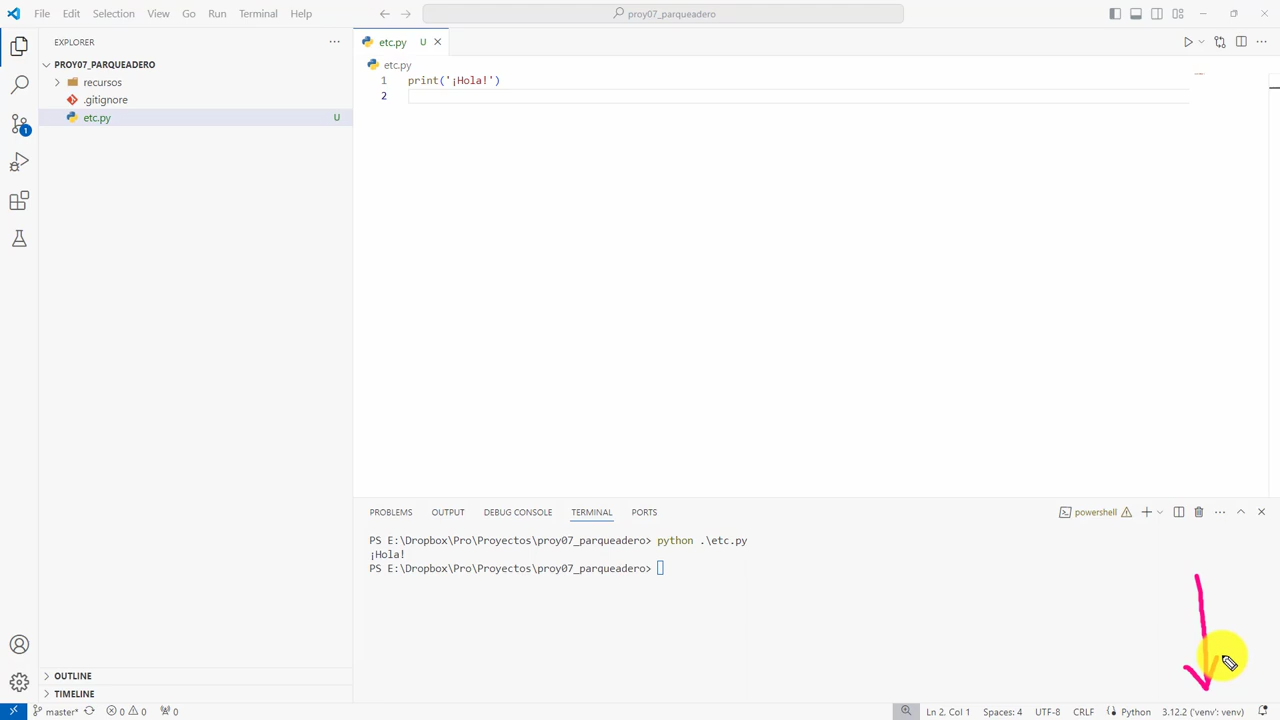 File Edit Selection View Go Run Terminal Help
proy07_parqueadero
EXPLORER
PROY07_PARQUEADERO
recursos
.gitignore
etc.py U
OUTLINE
TIMELINE
etc.py U
etc.py
1 print('¡Hola!')
2
PROBLEMS OUTPUT DEBUG CONSOLE TERMINAL PORTS
powershell
PS E:\Dropbox\Pro\Proyectos\proy07_parqueadero> python .\etc.py
¡Hola!
PS E:\Dropbox\Pro\Proyectos\proy07_parqueadero>
1
master* 0 0 0 Ln 2, Col 1 Spaces: 4 UTF-8 CRLF Python 3.12.2 ('venv': venv)